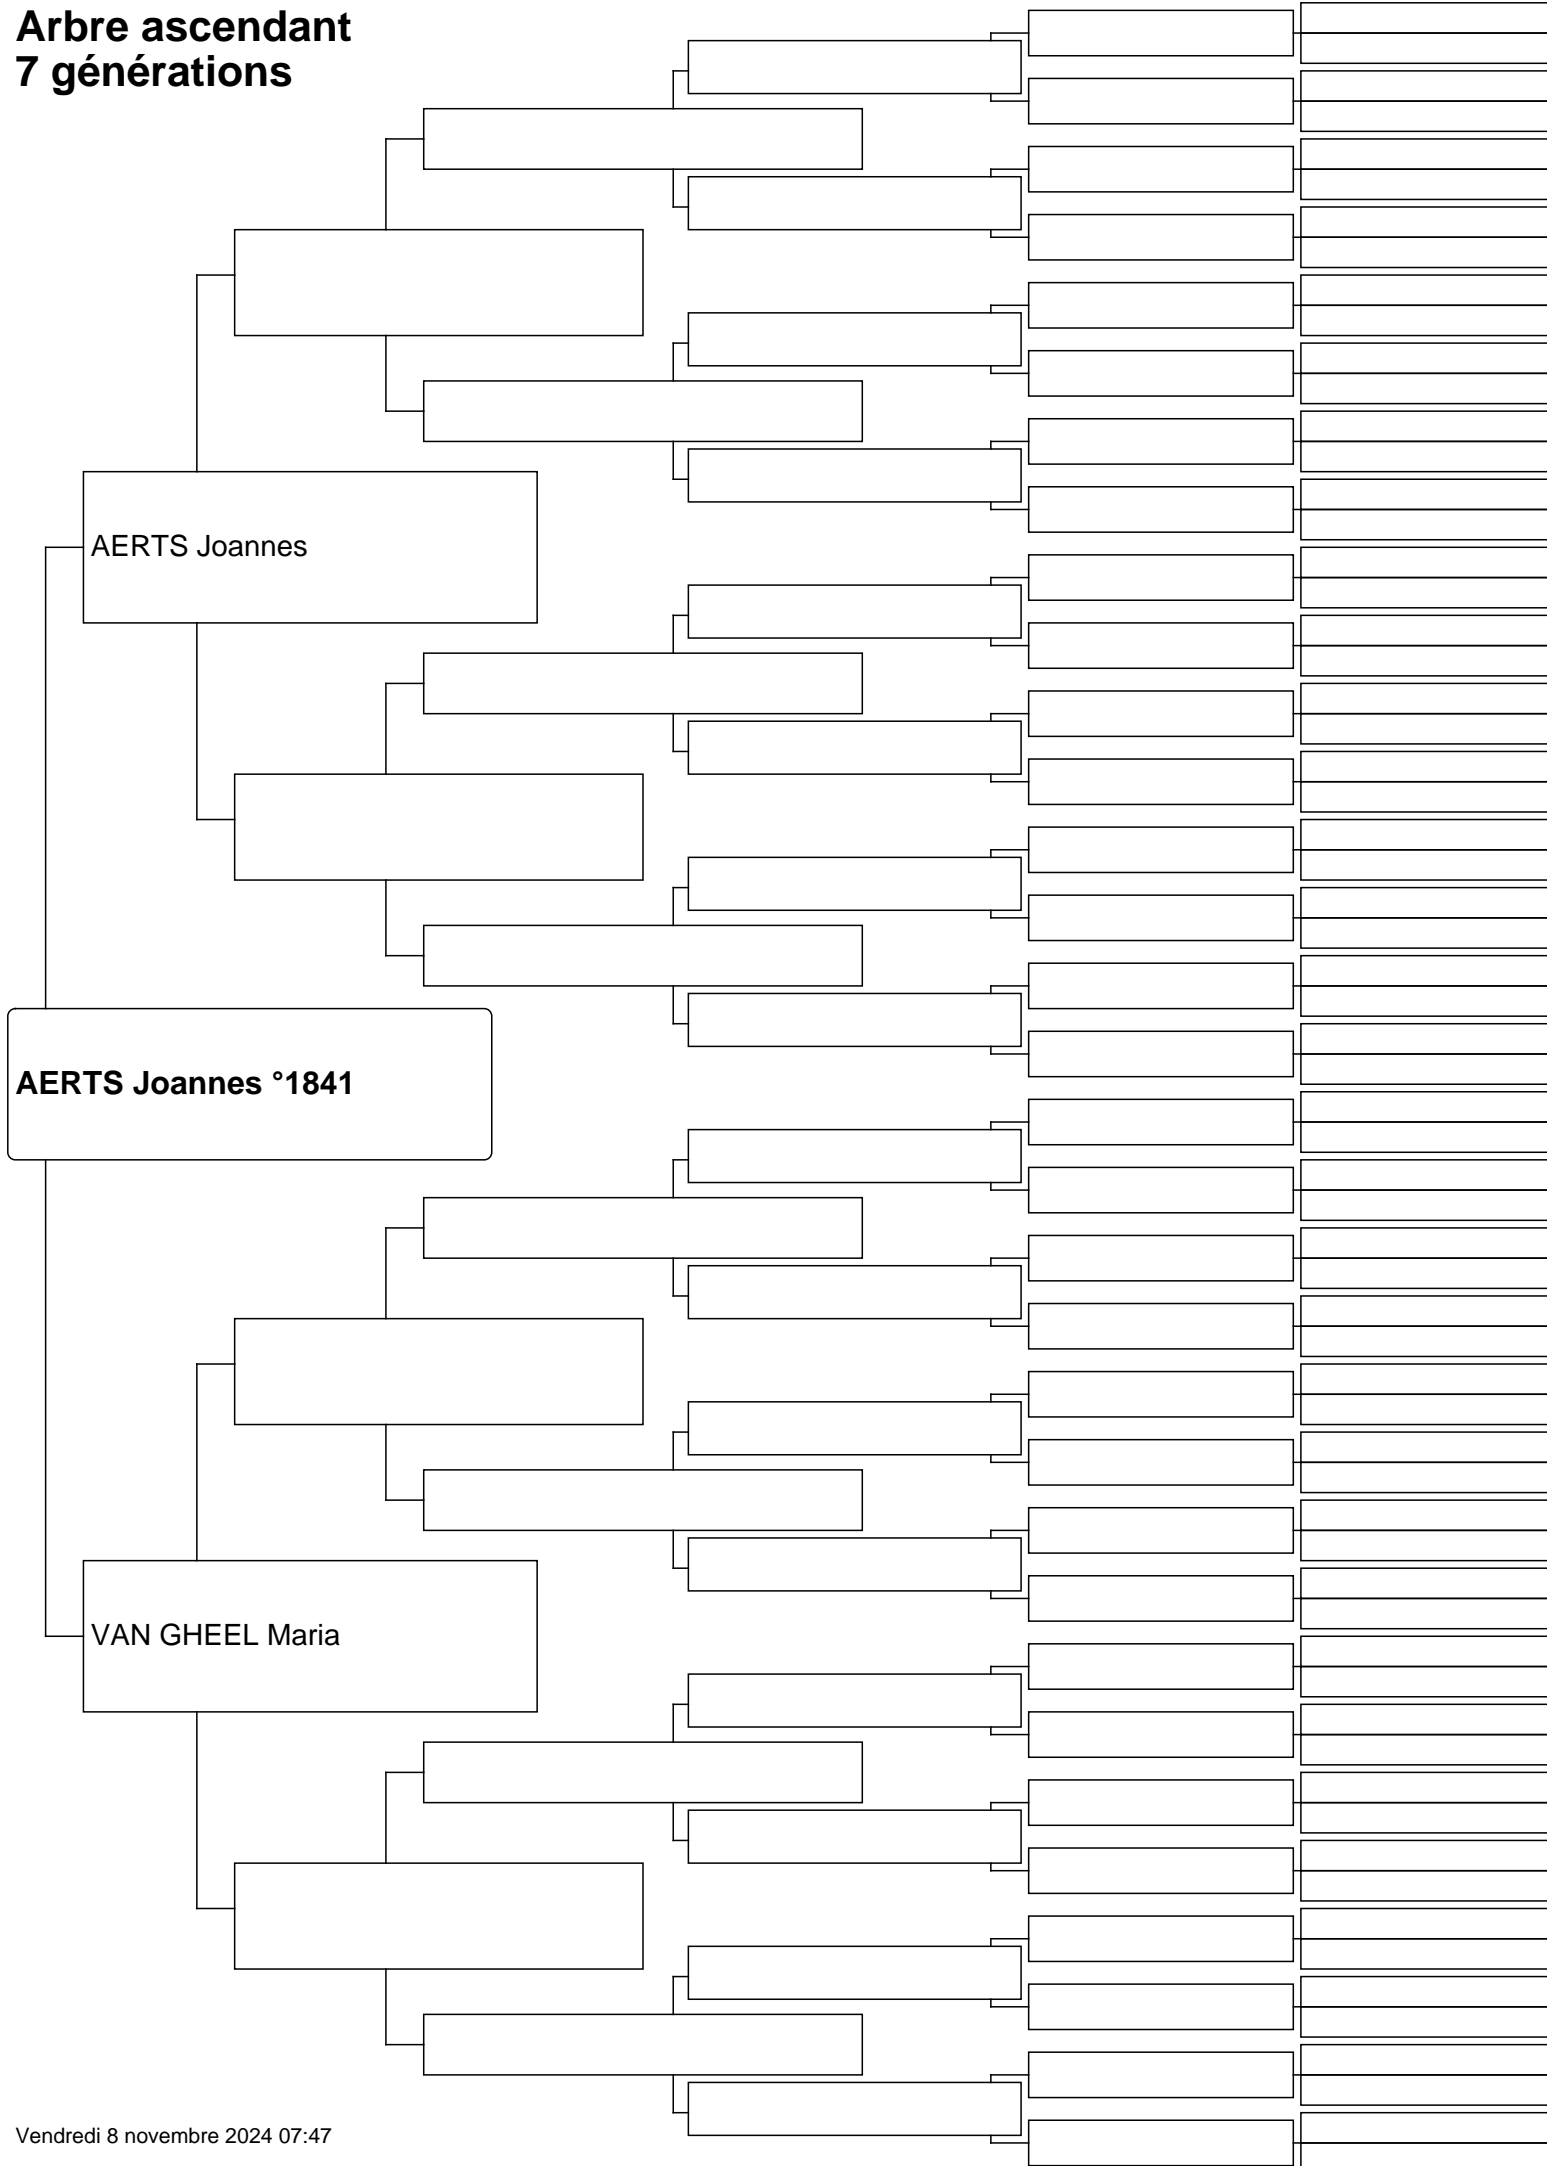 Arbre ascendant
7 générations
AERTS Joannes
AERTS Joannes °1841
VAN GHEEL Maria
Vendredi 8 novembre 2024 07:47